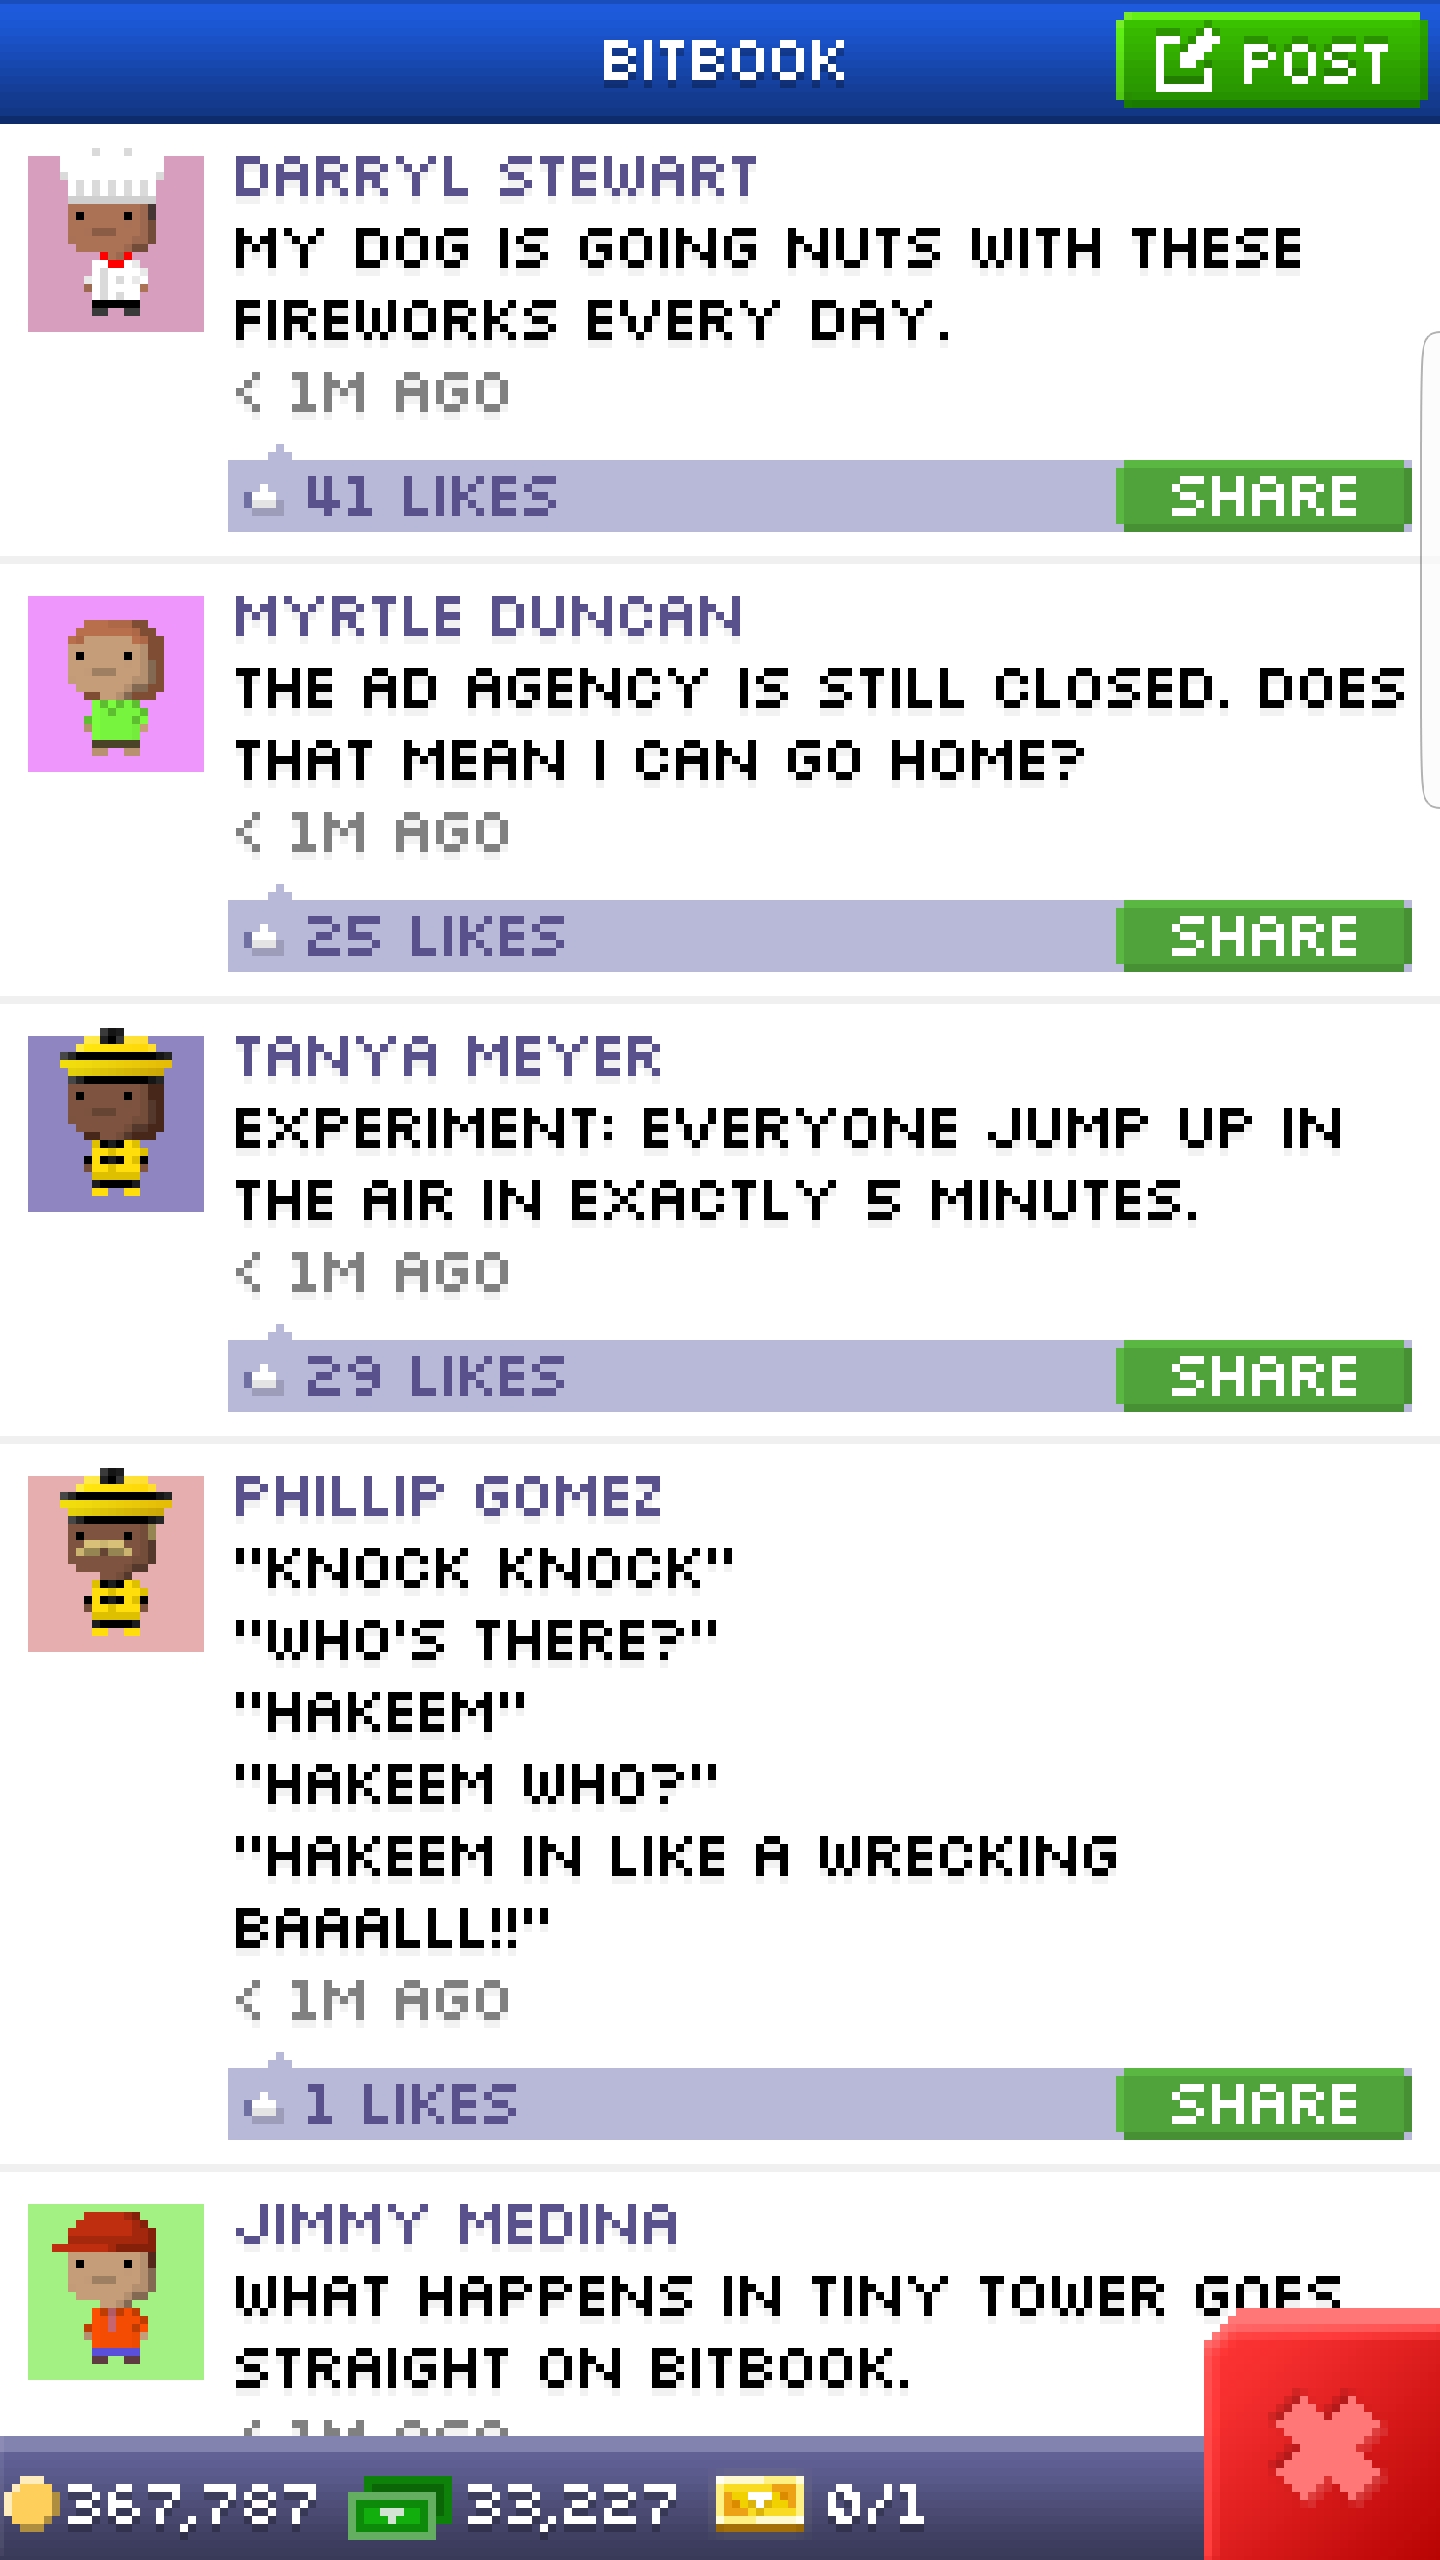 BITBOOK
POST
DARRYL STEWART
MY DOG IS GOING NUTS WITH THESE
FIREWORKS EVERY DAY.
< 1M AGO
41 LIKES
SHARE
MYRTLE DUNCAN
THE AD AGENCY IS STILL CLOSED. DOES
THAT MEAN I CAN GO HOME?
< 1M AGO
25 LIKES
SHARE
TANYA MEYER
EXPERIMENT: EVERYONE JUMP UP IN
THE AIR IN EXACTLY 5 MINUTES.
< 1M AGO
29 LIKES
SHARE
PHILLIP GOMEZ
"KNOCK KNOCK"
"WHO'S THERE?"
"HAKEEM"
"HAKEEM WHO?"
"HAKEEM IN LIKE A WRECKING
BAAALLL!!"
< 1M AGO
1 LIKES
SHARE
JIMMY MEDINA
WHAT HAPPENS IN TINY TOWER GOES
STRAIGHT ON BITBOOK.
< 1M AGO
367,787
33,227
0/1